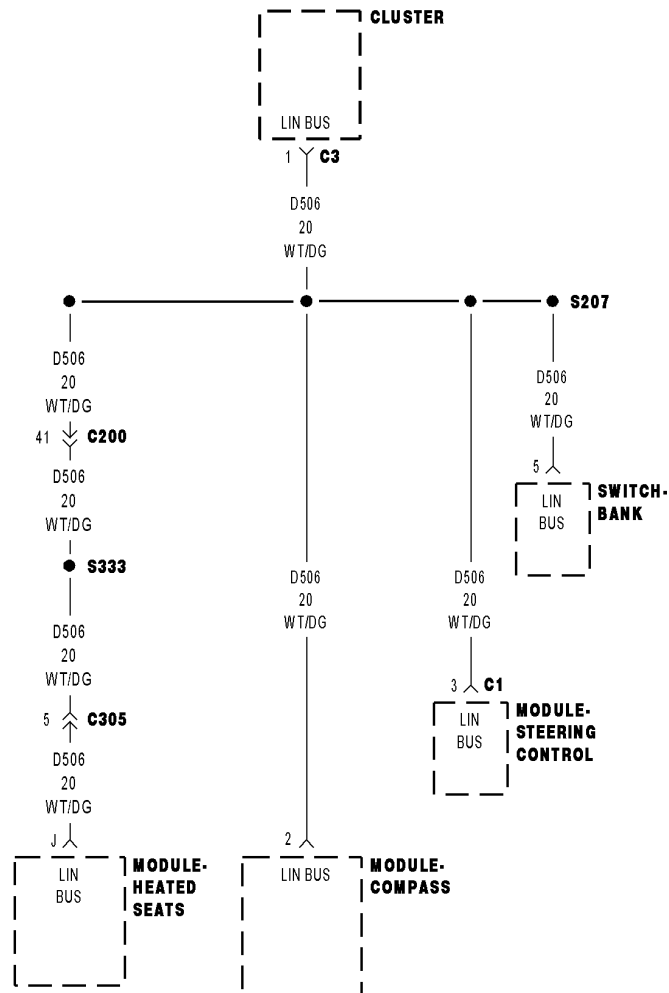 CLUSTER
LIN BUS
1 C3
D506
20
WT/DG
S207
D506
20
WT/DG
41 C200
D506
20
WT/DG
S333
D506
20
WT/DG
5 C305
D506
20
WT/DG
J
LIN
BUS
MODULE-
HEATED
SEATS
D506
20
WT/DG
2
LIN BUS
MODULE-
COMPASS
D506
20
WT/DG
3 C1
LIN
BUS
MODULE-
STEERING
CONTROL
D506
20
WT/DG
5
LIN
BUS
SWITCH-
BANK